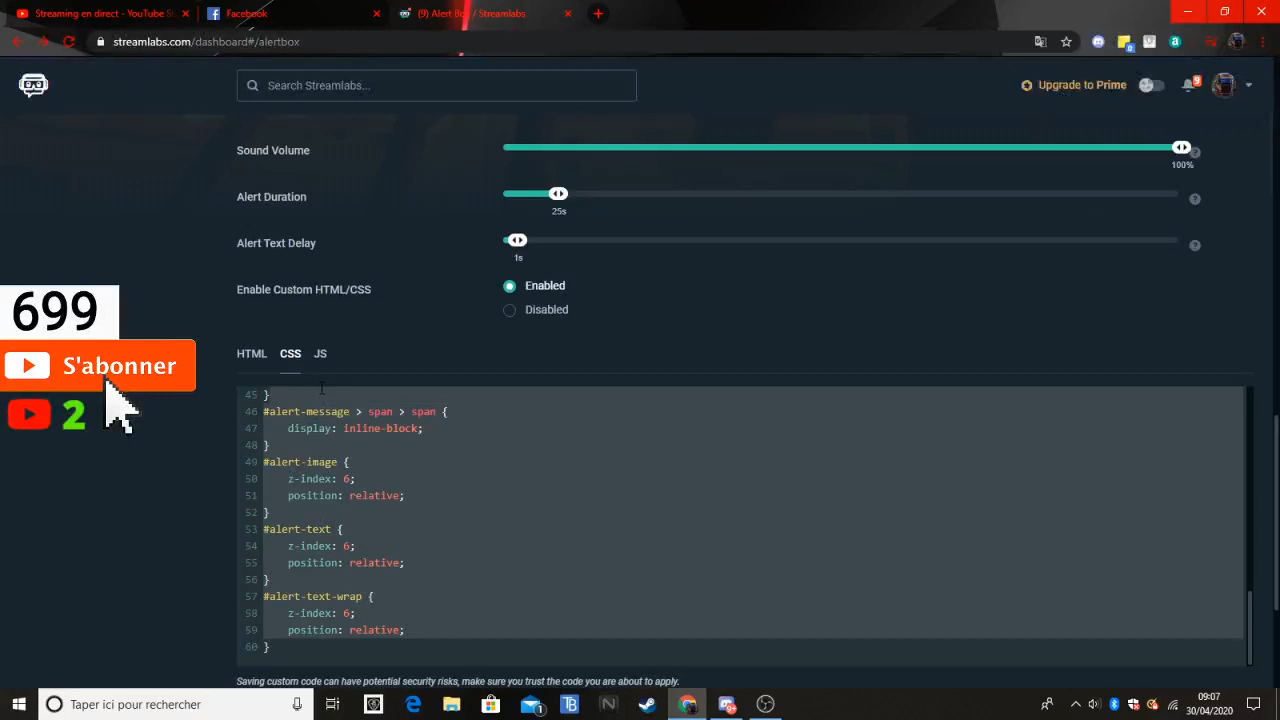 Streaming en direct - YouTube S
Facebook
(9) Alert Box / Streamlabs
streamlabs.com/dashboard#/alertbox
Search Streamlabs...
Upgrade to Prime
9
Sound Volume
100%
Alert Duration
25s
Alert Text Delay
1s
Enable Custom HTML/CSS
Enabled
Disabled
HTML CSS JS
699
S'abonner
2
45 }
46 #alert-message > span > span {
47 display: inline-block;
48 }
49 #alert-image {
50 z-index: 6;
51 position: relative;
52 }
53 #alert-text {
54 z-index: 6;
55 position: relative;
56 }
57 #alert-text-wrap {
58 z-index: 6;
59 position: relative;
60 }
Saving custom code can have potential security risks, make sure you trust the code you are about to apply.
Taper ici pour rechercher
09:07
30/04/2020